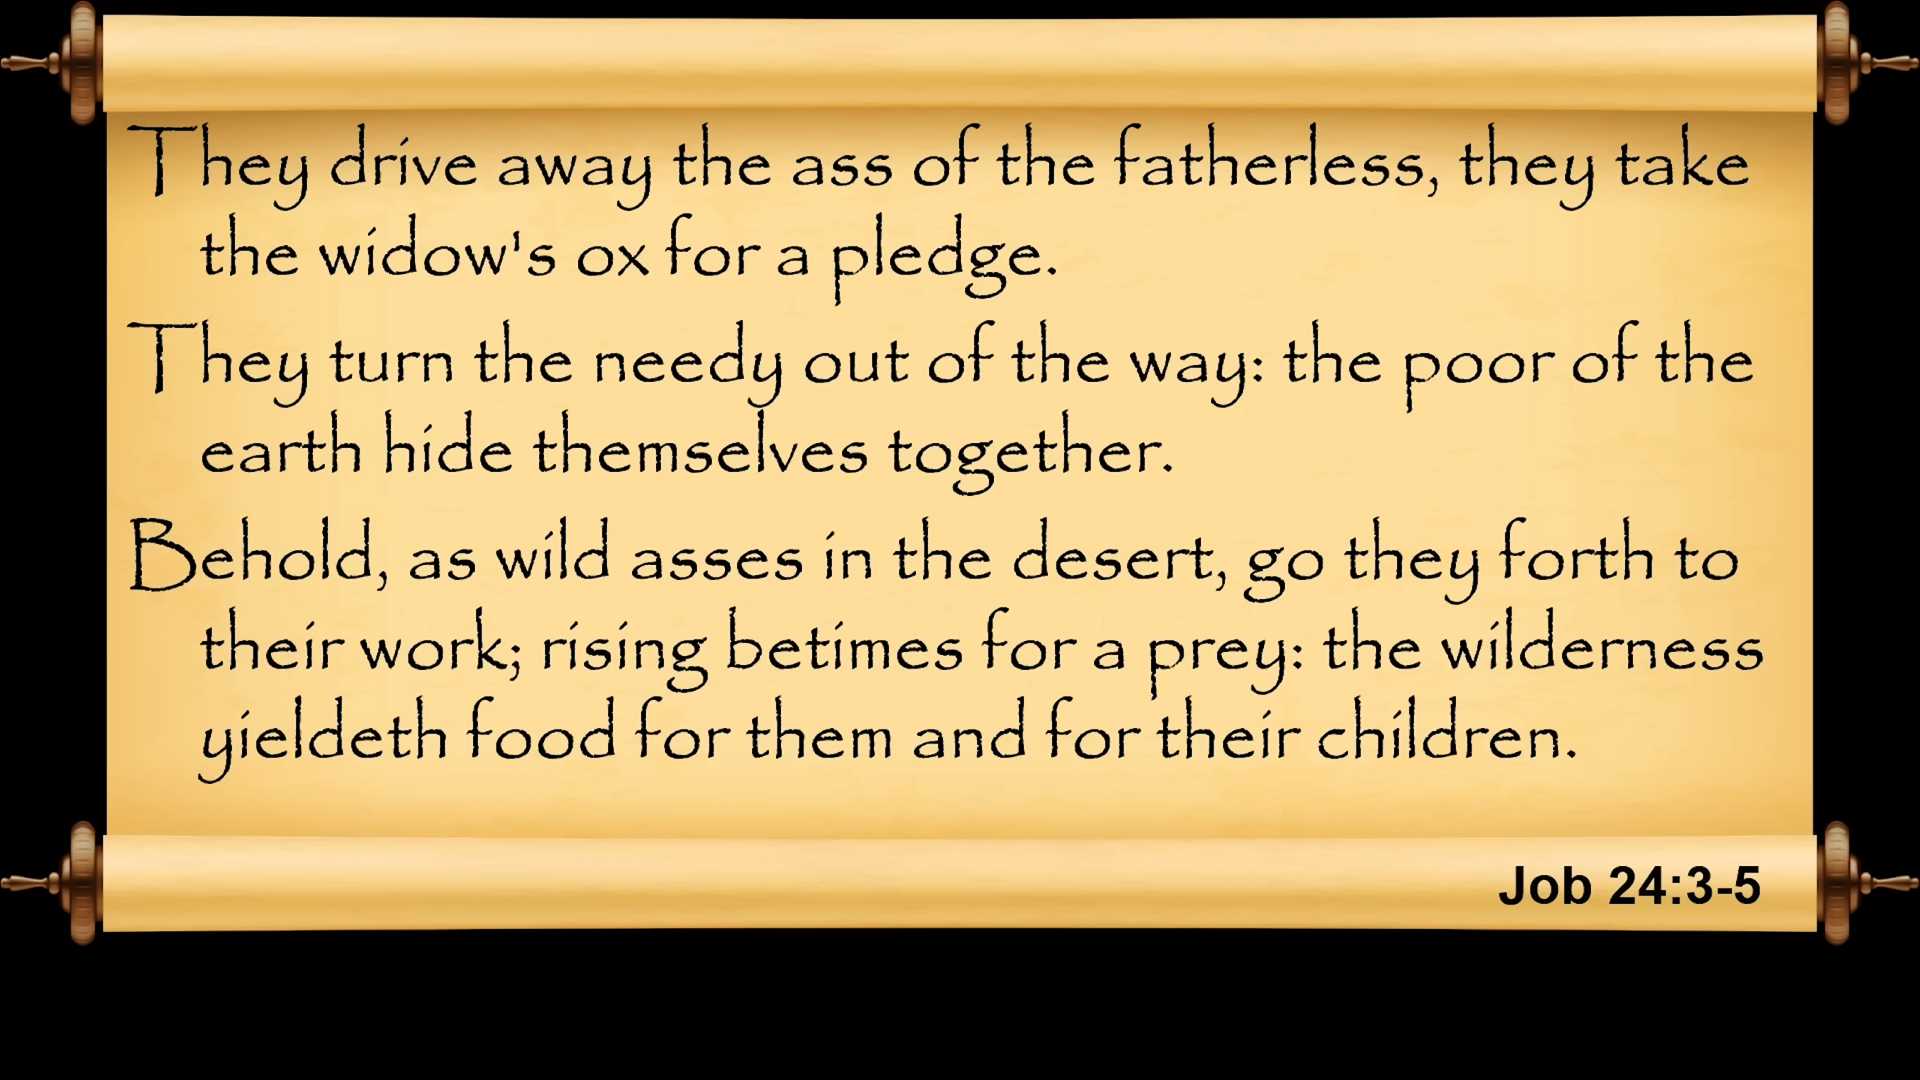 They drive away the ass of the fatherless, they take
the widow's ox for a pledge.
They turn the needy out of the way: the poor of the
earth hide themselves together.
Behold, as wild asses in the desert, go they forth to
their work; rising betimes for a prey: the wilderness
yieldeth food for them and for their children.
Job 24:3-5